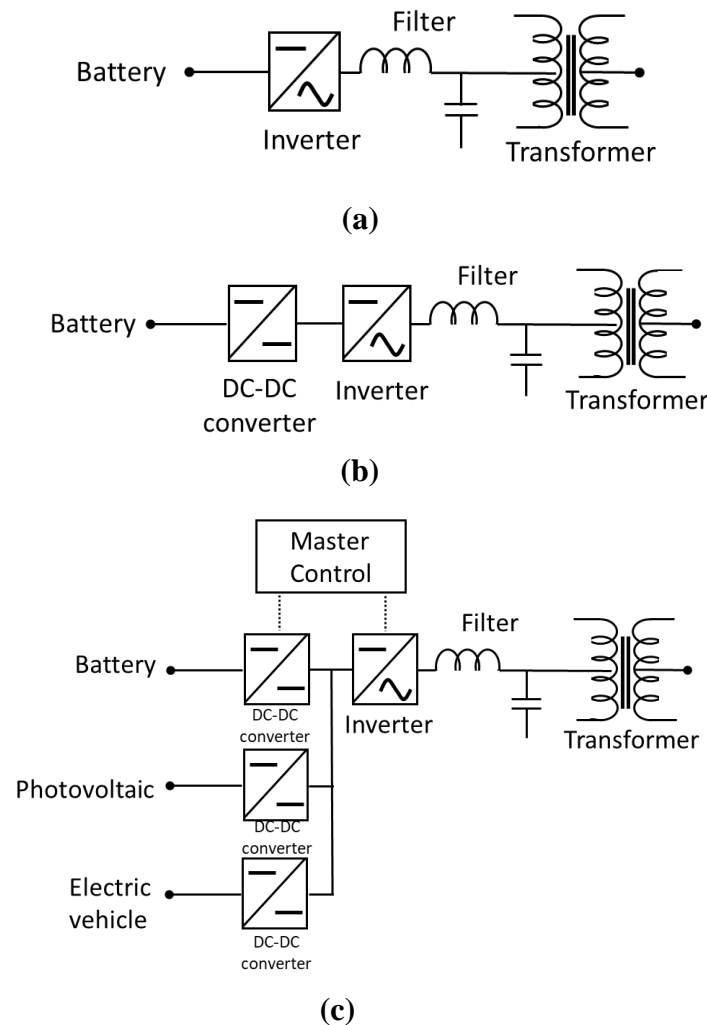 Filter
Battery
Inverter
Transformer
(a)
Filter
Battery
DC-DC
converter
Inverter
Transformer
(b)
Master
Control
Filter
Battery
DC-DC
converter
Inverter
Transformer
Photovoltaic
DC-DC
converter
Electric
vehicle
DC-DC
converter
(c)